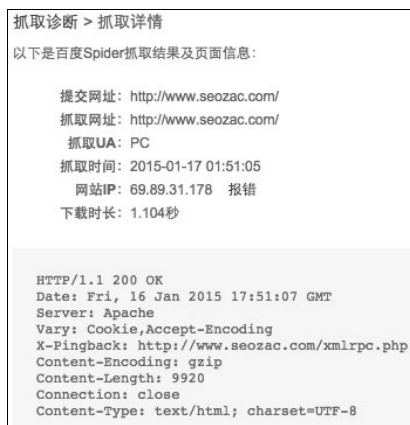 抓取诊断 > 抓取详情
以下是百度Spider抓取结果及页面信息：
提交网址：http://www.seozac.com/
抓取网址：http://www.seozac.com/
抓取UA：PC
抓取时间：2015-01-17 01:51:05
网站IP：69.89.31.178 报错
下载时长：1.104秒
HTTP/1.1 200 OK
Date: Fri, 16 Jan 2015 17:51:07 GMT
Server: Apache
Vary: Cookie,Accept-Encoding
X-Pingback: http://www.seozac.com/xmlrpc.php
Content-Encoding: gzip
Content-Length: 9920
Connection: close
Content-Type: text/html; charset=UTF-8